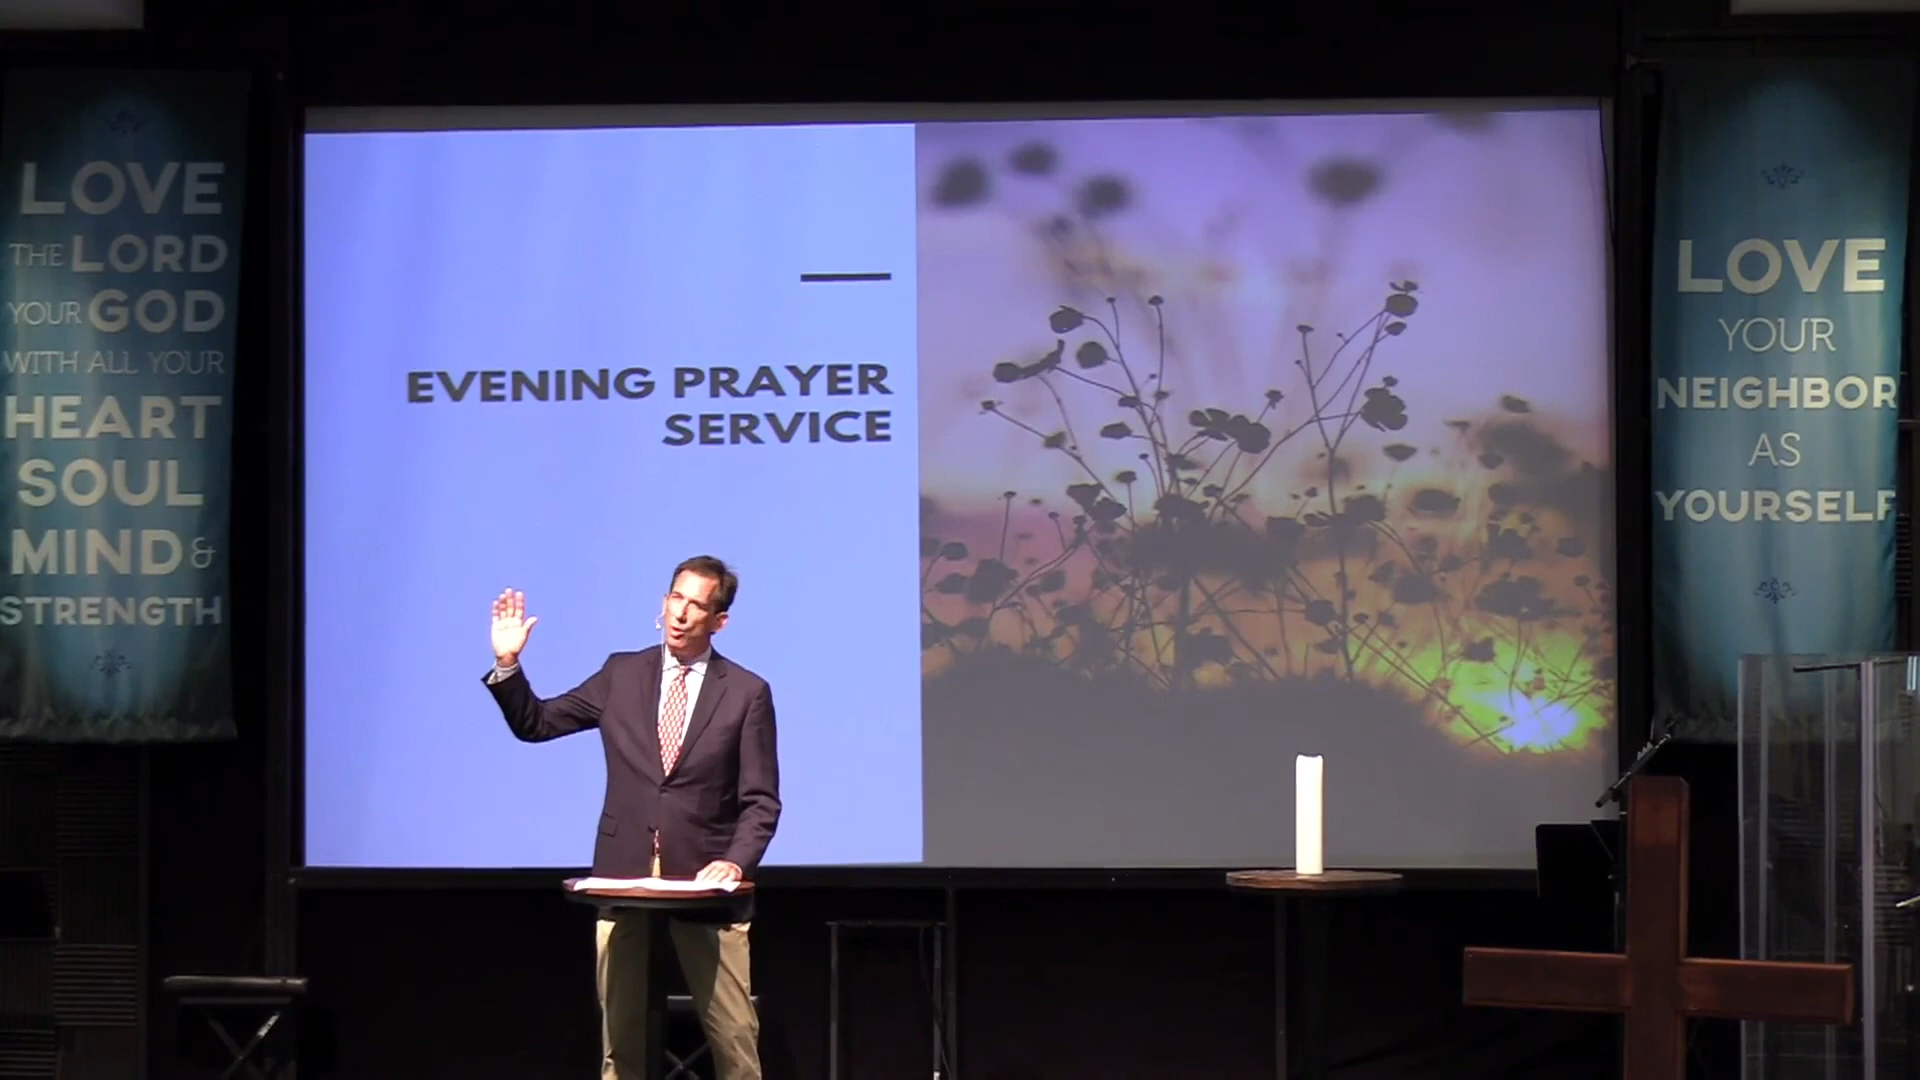 LOVE
THE LORD
YOUR GOD
WITH ALL YOUR
HEART
SOUL
MIND &
STRENGTH
EVENING PRAYER
SERVICE
LOVE
YOUR
NEIGHBOR
AS
YOURSELF